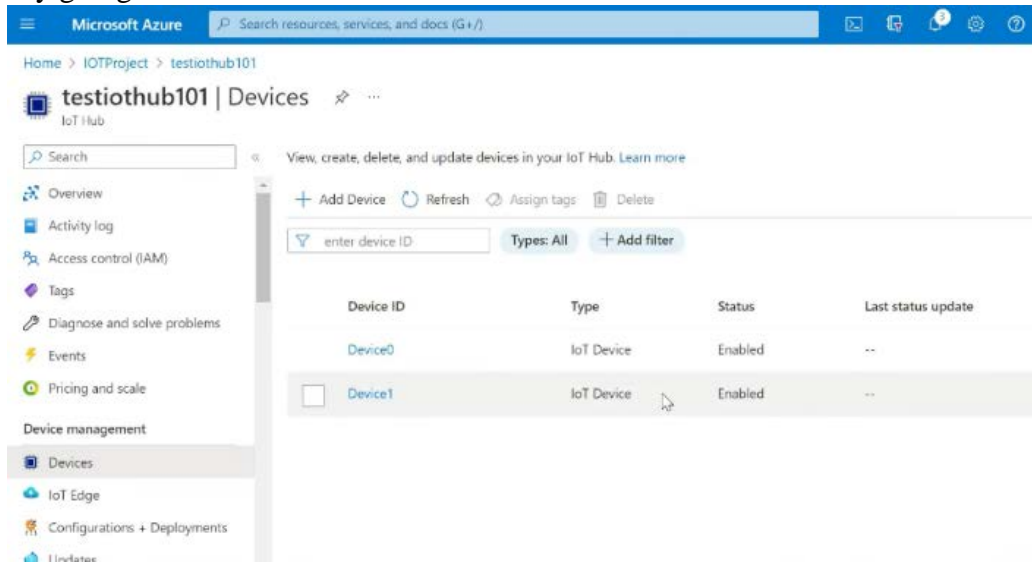 Microsoft Azure
Search resources, services, and docs (G+/)
3
Home > IOTProject > testiothub101
testiothub101 | Devices
IoT Hub
Search
View, create, delete, and update devices in your IoT Hub. Learn more
Overview
Add Device Refresh Assign tags Delete
Activity log
enter device ID Types: All Add filter
Access control (IAM)
Tags
Device ID Type Status Last status update
Diagnose and solve problems
Device0 IoT Device Enabled --
Events
Pricing and scale
Device1 IoT Device Enabled --
Device management
Devices
IoT Edge
Configurations + Deployments
Updates